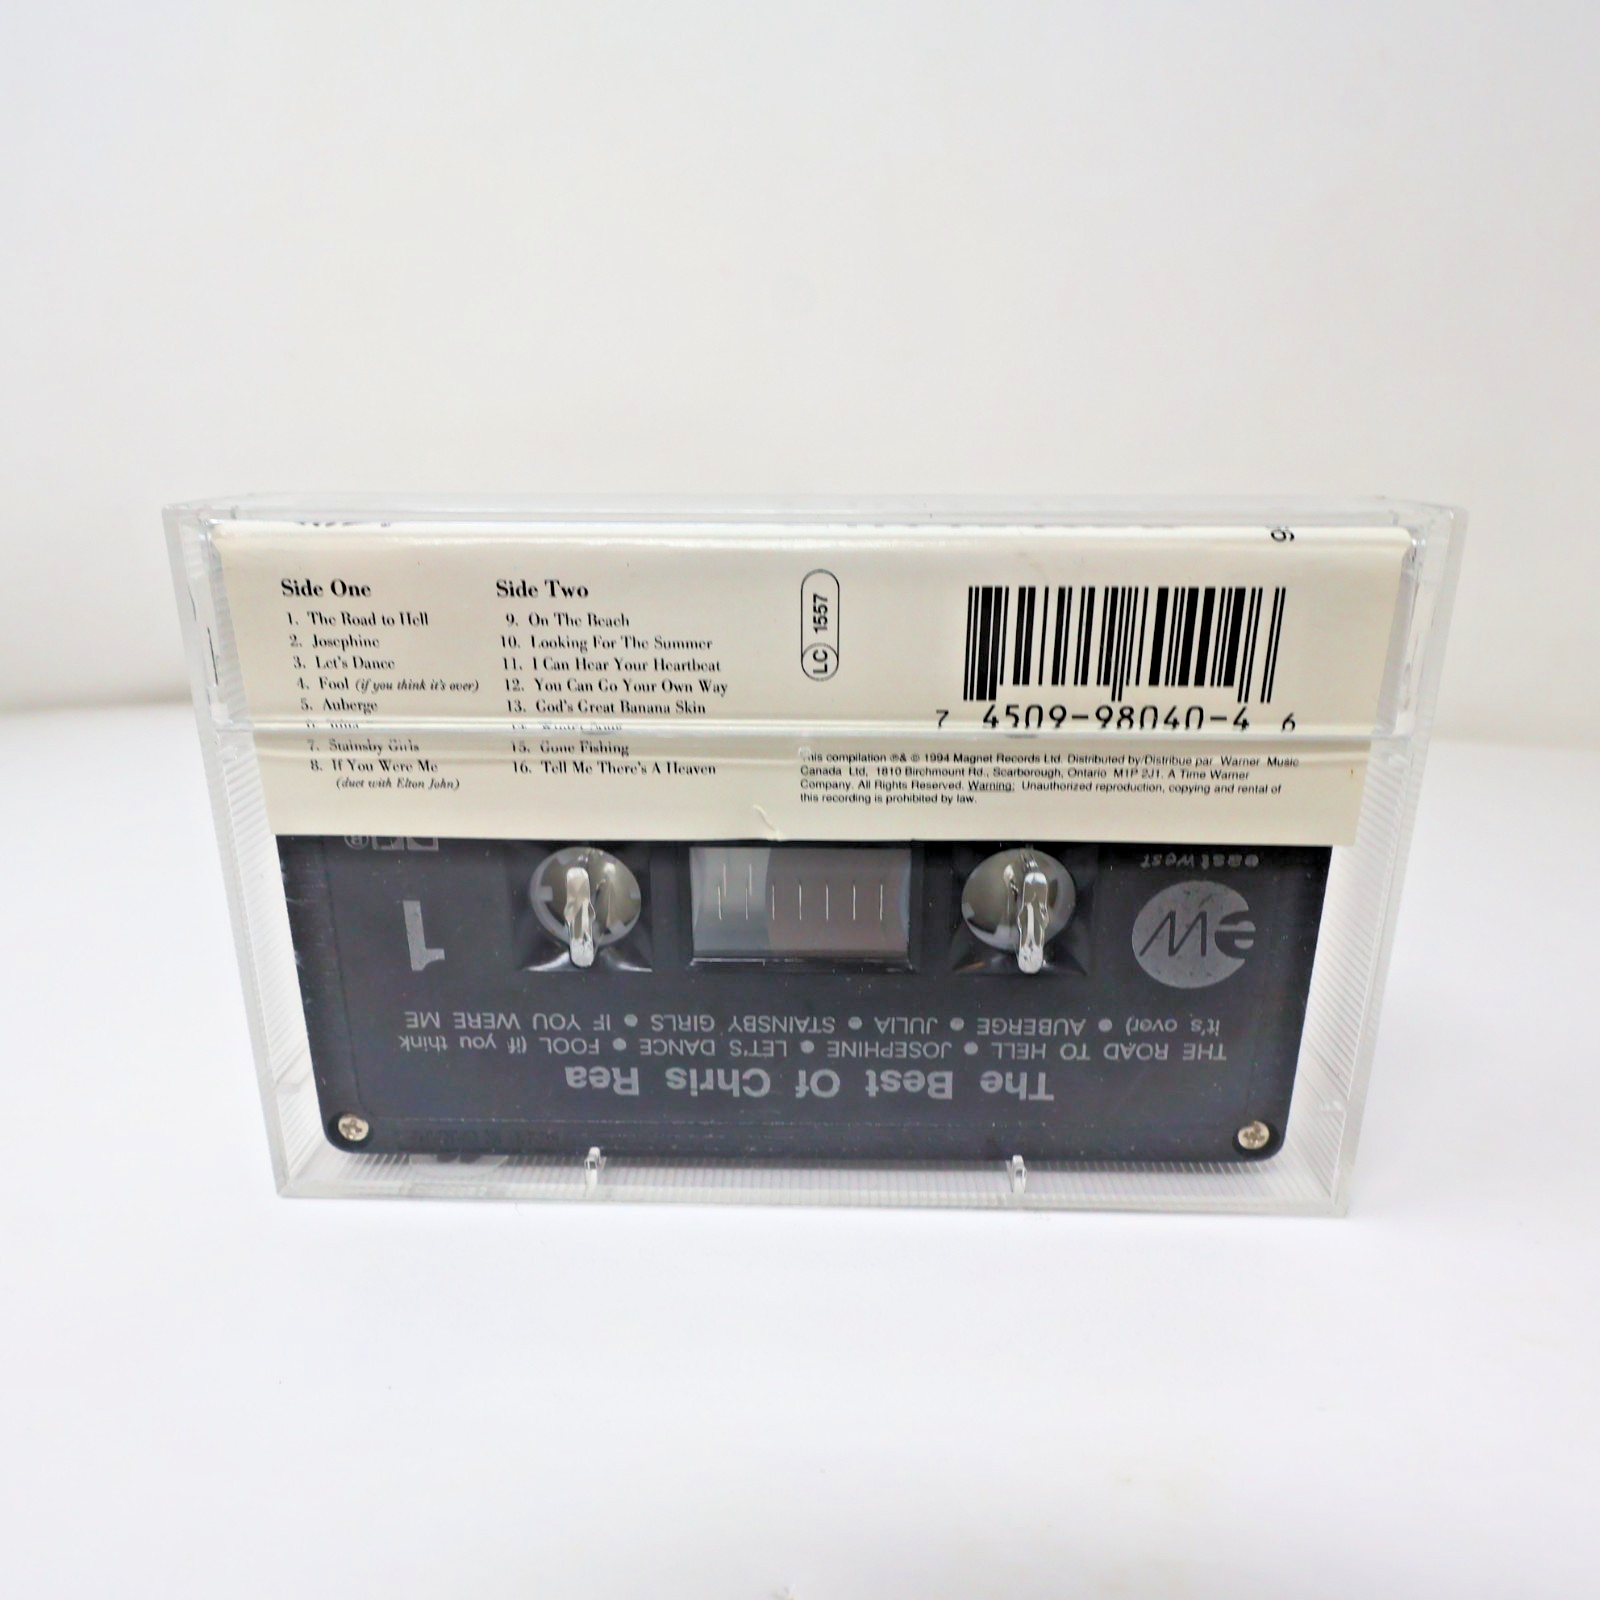 Side One
1. The Road to Hell
2. Josephine
3. Let's Dance
4. Fool (if you think it's over)
5. Auberge
7. Stainsby Girls
8. If You Were Me
(duet with Elton John)
Side Two
9. On The Beach
10. Looking For The Summer
11. I Can Hear Your Heartbeat
12. You Can Go Your Own Way
13. God's Great Banana Skin
15. Gone Fishing
16. Tell Me There's A Heaven
LC 1557
7 4509-98040-4 6
This compilation ℗& © 1994 Magnet Records Ltd. Distributed by/Distribue par Warner Music
Canada Ltd, 1810 Birchmount Rd., Scarborough, Ontario M1P 2J1. A Time Warner
Company. All Rights Reserved. Warning: Unauthorized reproduction, copying and rental of
this recording is prohibited by law.
The Best Of Chris Rea
THE ROAD TO HELL • JOSEPHINE • LET'S DANCE • FOOL (if you think
it's over) • AUBERGE • JULIA • STAINSBY GIRLS • IF YOU WERE ME
ew
1
eastwest